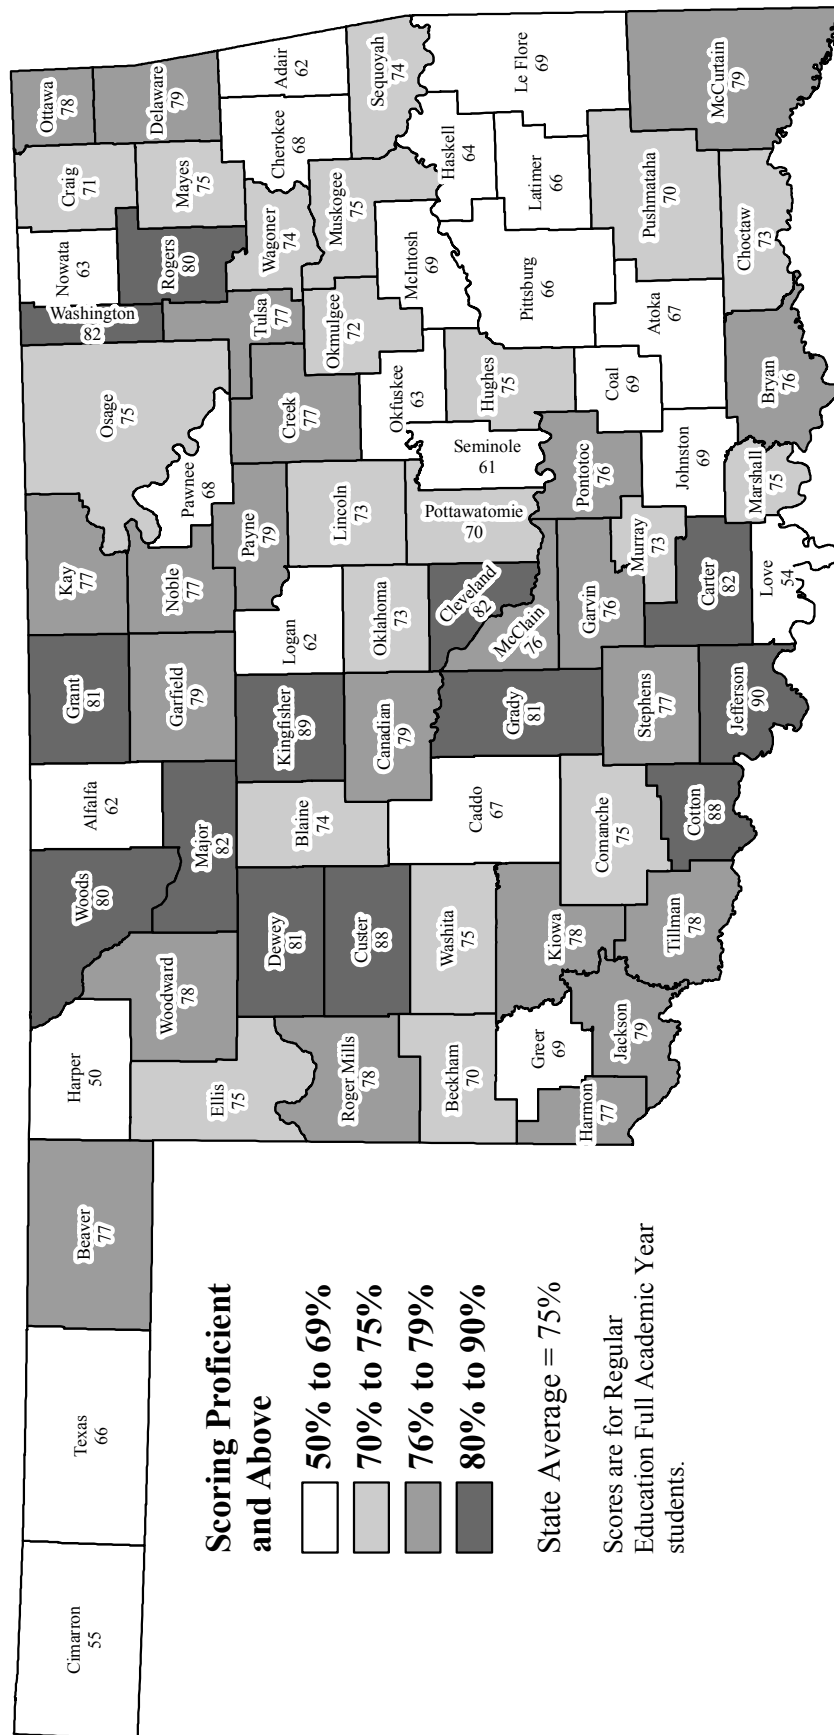 Cimarron
55
Texas
66
Beaver
77
Harper
50
Woods
80
Alfalfa
62
Grant
81
Kay
77
Osage
75
Washington
82
Nowata
63
Craig
71
Ottawa
78
Ellis
75
Woodward
78
Major
82
Garfield
79
Noble
77
Pawnee
68
Rogers
80
Mayes
75
Delaware
79
Roger Mills
78
Dewey
81
Blaine
74
Kingfisher
89
Logan
62
Payne
79
Creek
77
Tulsa
77
Wagoner
74
Cherokee
68
Adair
62
Beckham
70
Custer
88
Canadian
79
Oklahoma
73
Lincoln
73
Okfuskee
63
Okmulgee
72
Muskogee
75
Sequoyah
74
Washita
75
Caddo
67
Grady
81
Cleveland
82
McClain
76
Pottawatomie
70
Seminole
61
Hughes
75
McIntosh
69
Haskell
64
Le Flore
69
Harmon
77
Greer
69
Jackson
79
Kiowa
78
Comanche
75
Stephens
77
Garvin
76
Murray
73
Pontotoc
76
Coal
69
Pittsburg
66
Latimer
66
Tillman
78
Cotton
88
Jefferson
90
Carter
82
Love
54
Johnston
69
Marshall
75
Atoka
67
Bryan
76
Pushmataha
70
Choctaw
73
McCurtain
79
Scoring Proficient
and Above
50% to 69%
70% to 75%
76% to 79%
80% to 90%
State Average = 75%
Scores are for Regular
Education Full Academic Year
students.